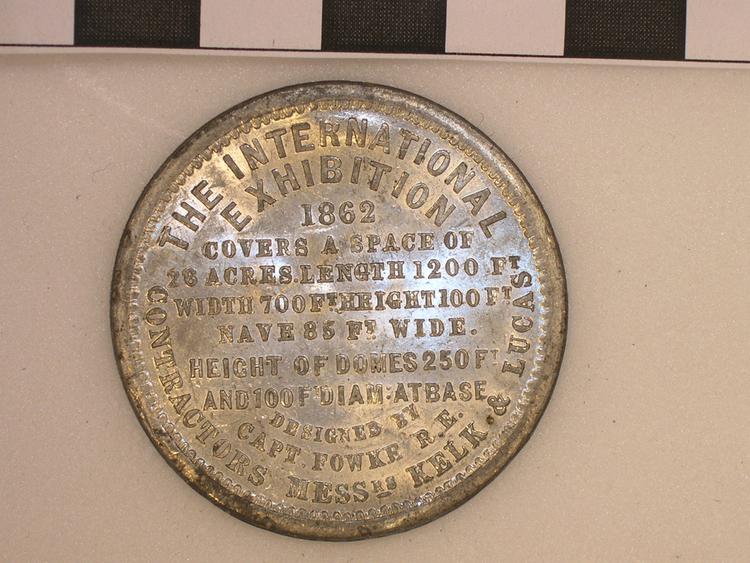 THE INTERNATIONAL
EXHIBITION
1862
COVERS A SPACE OF
26 ACRES. LENGTH 1200 FT
WIDTH 700 FT HEIGHT 100 FT
NAVE 85 FT WIDE.
HEIGHT OF DOMES 250 FT
AND 100 FT DIAM: AT BASE
DESIGNED BY
CAPT. FOWKE R.E.
CONTRACTORS MESSRS KELK & LUCAS